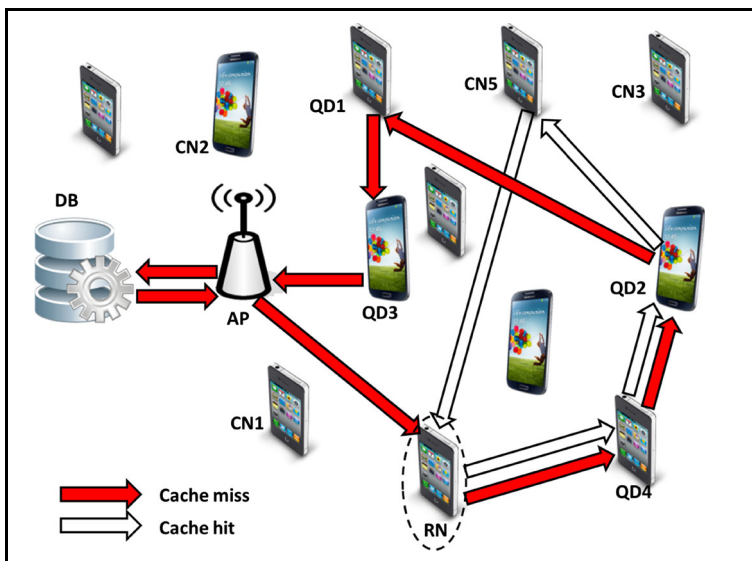 QD1
CN5
CN3
CN2
DB
QD2
AP
QD3
CN1
QD4
RN
Cache miss
Cache hit